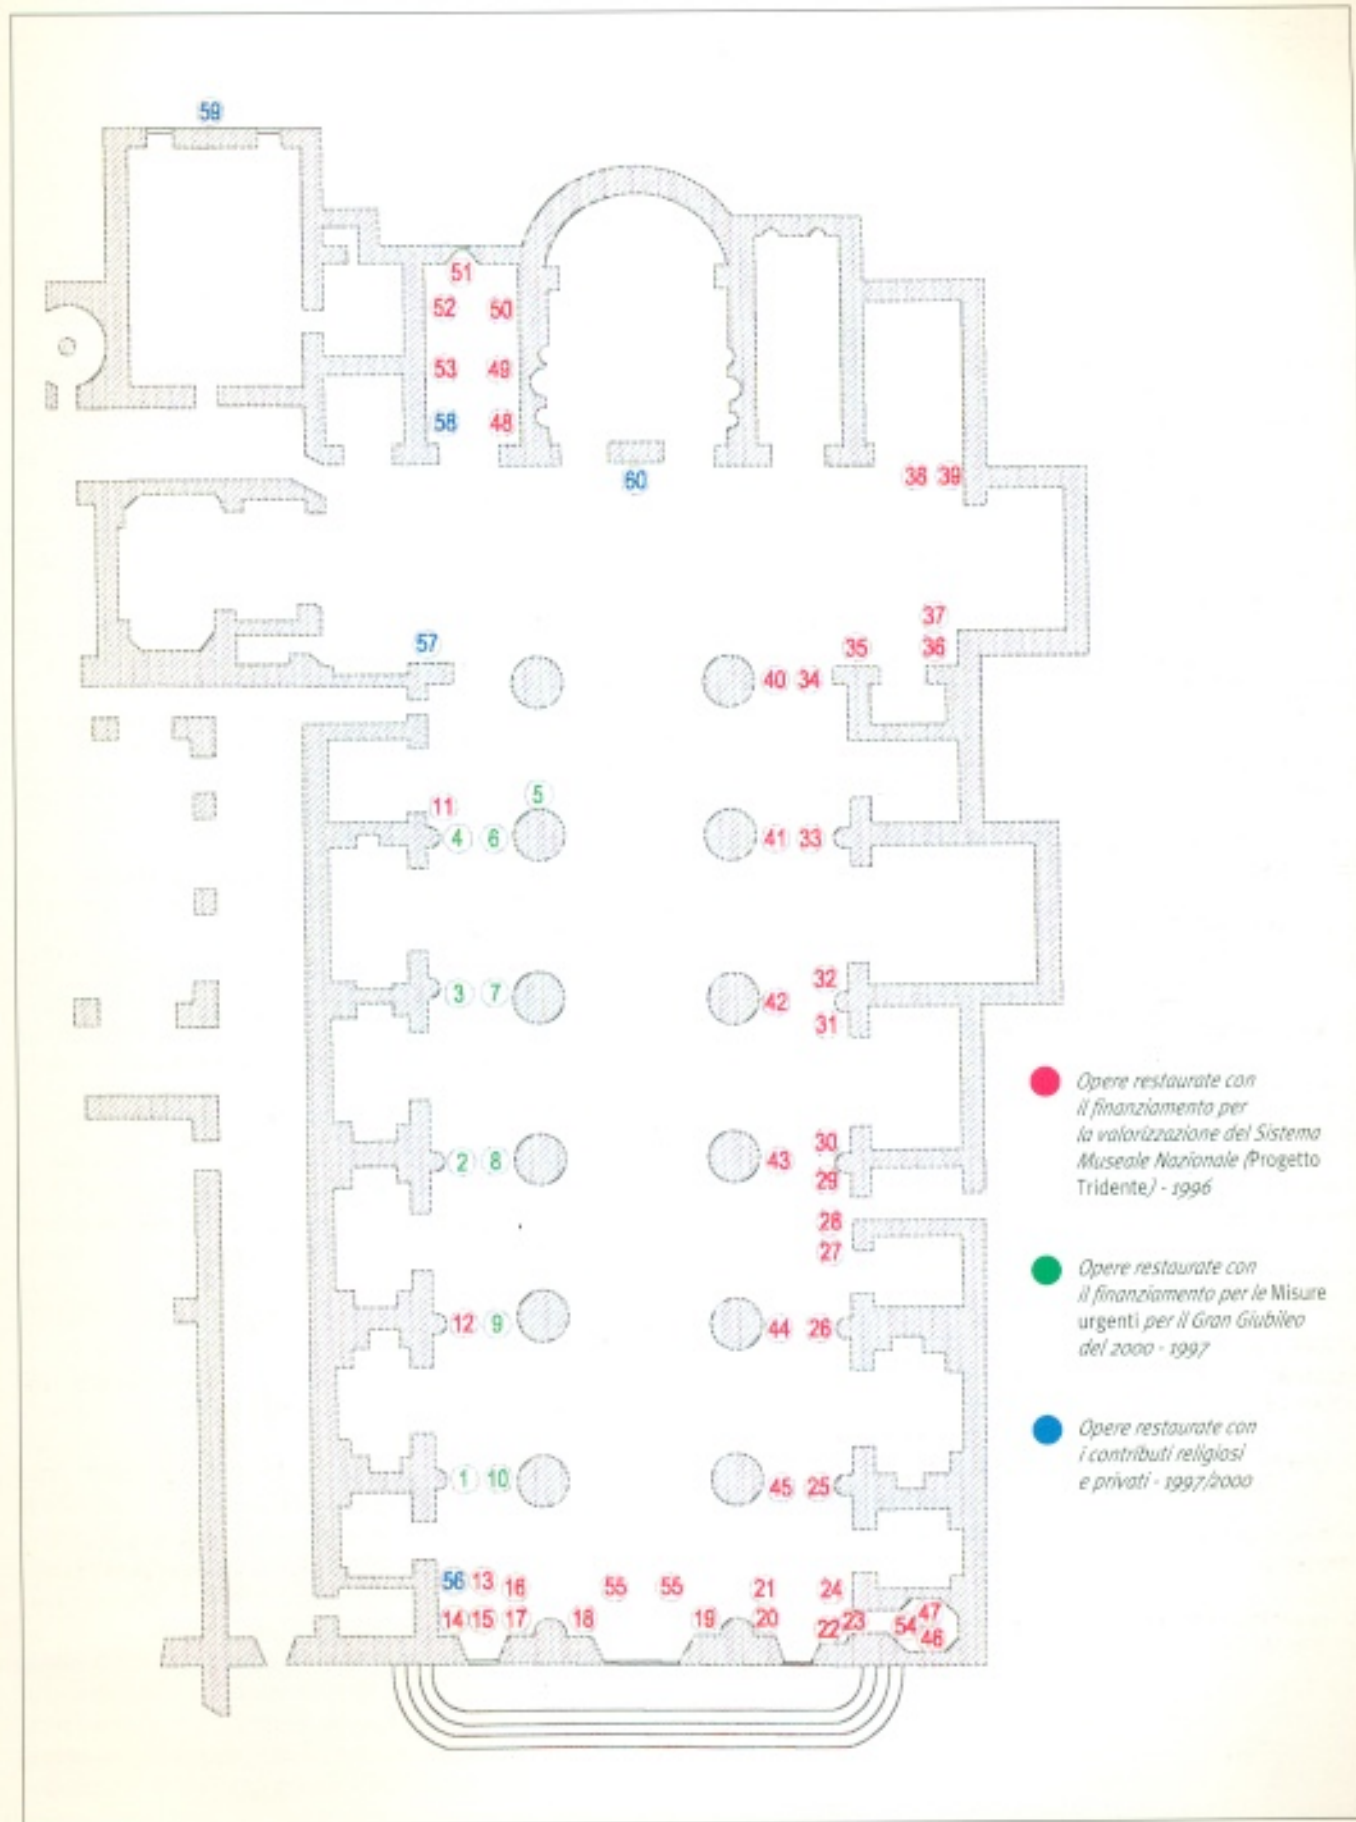 59
51
52 50
53 49
58 48
60
38 39
37
57 35 36
40 34
5
11
4 6 41 33
32
3 7 42
31
30
2 8 43
29
28
27
12 9 44 26
1 10 45 25
56 13 16 55 55 21 24
14 15 17 18 19 20 22 23 54 47
46
Opere restaurate con
il finanziamento per
la valorizzazione del Sistema
Museale Nazionale (Progetto
Tridente) - 1996
Opere restaurate con
il finanziamento per le Misure
urgenti per il Gran Giubileo
del 2000 - 1997
Opere restaurate con
i contributi religiosi
e privati - 1997/2000